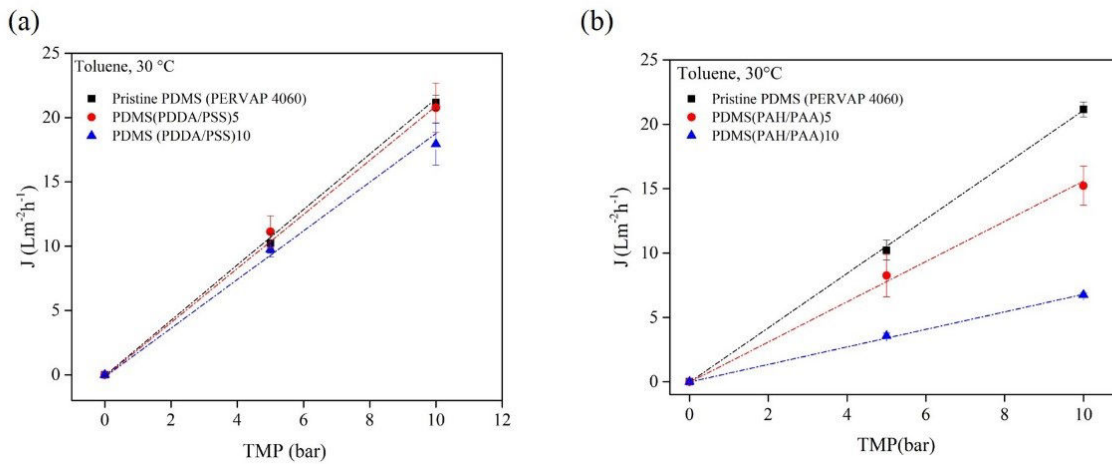 (a)
Toluene, 30 °C
Pristine PDMS (PERVAP 4060)
PDMS(PDDA/PSS)5
PDMS (PDDA/PSS)10
J (Lm⁻²h⁻¹)
25
20
15
10
5
0
0 2 4 6 8 10 12
TMP (bar)
(b)
Toluene, 30°C
Pristine PDMS (PERVAP 4060)
PDMS(PAH/PAA)5
PDMS(PAH/PAA)10
J (Lm⁻²h⁻¹)
25
20
15
10
5
0
0 2 4 6 8 10
TMP(bar)